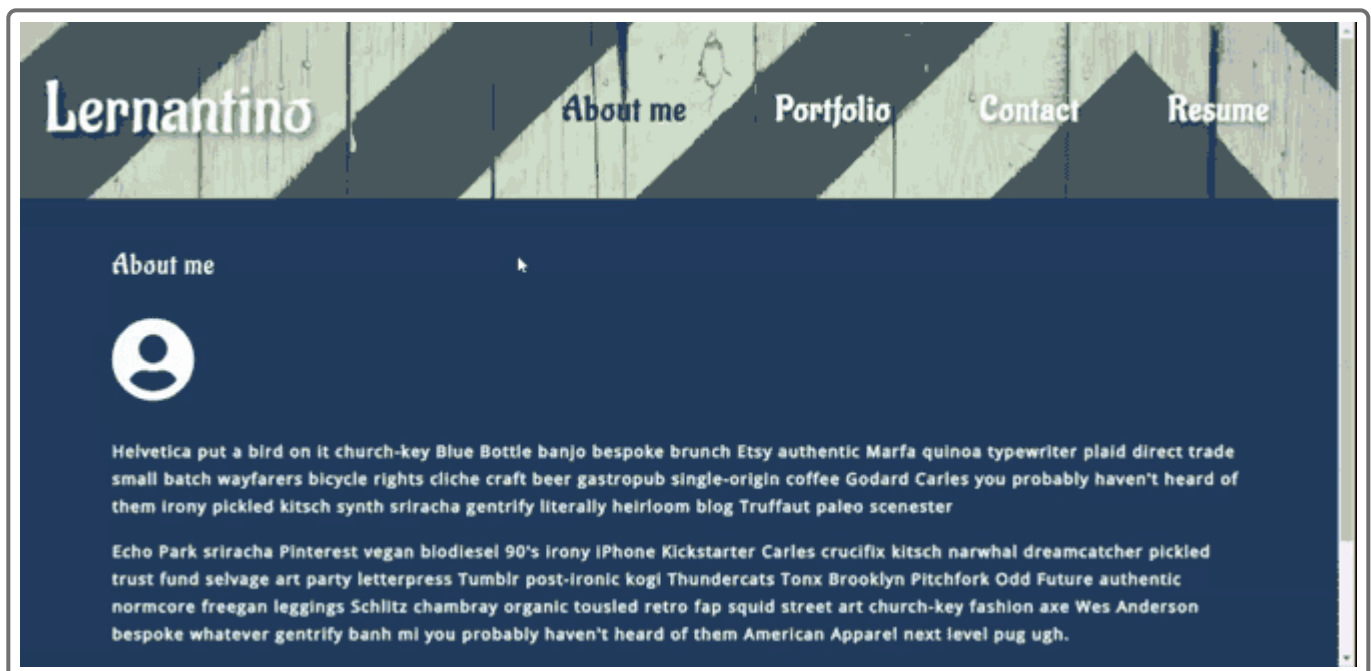 Lernantino
About me
Portfolio
Contact
Resume
About me
Helvetica put a bird on it church-key Blue Bottle banjo bespoke brunch Etsy authentic Marfa quinoa typewriter plaid direct trade
small batch wayfarers bicycle rights cliche craft beer gastropub single-origin coffee Godard Carles you probably haven't heard of
them irony pickled kitsch synth sriracha gentrify literally heirloom blog Truffaut paleo scenester
Echo Park sriracha Pinterest vegan biodiesel 90's irony iPhone Kickstarter Carles crucifix kitsch narwhal dreamcatcher pickled
trust fund selvage art party letterpress Tumblr post-ironic kogi Thundercats Tonx Brooklyn Pitchfork Odd Future authentic
normcore freegan leggings Schlitz chambray organic tousled retro fap squid street art church-key fashion axe Wes Anderson
bespoke whatever gentrify banh mi you probably haven't heard of them American Apparel next level pug ugh.